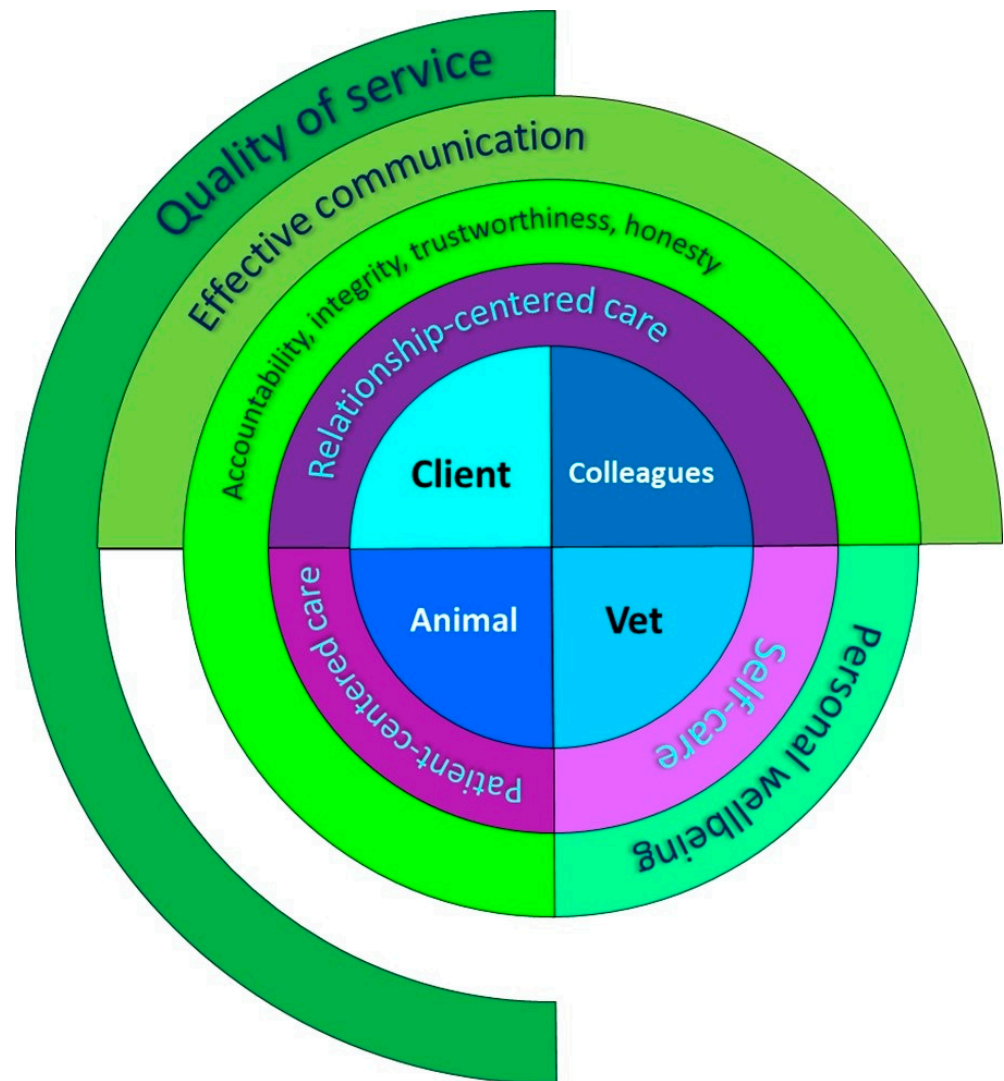 Quality of service
Effective communication
Accountability, integrity, trustworthiness, honesty
Relationship-centered care
Client
Colleagues
Animal
Vet
Patient-centered care
Self-care
Personal wellbeing